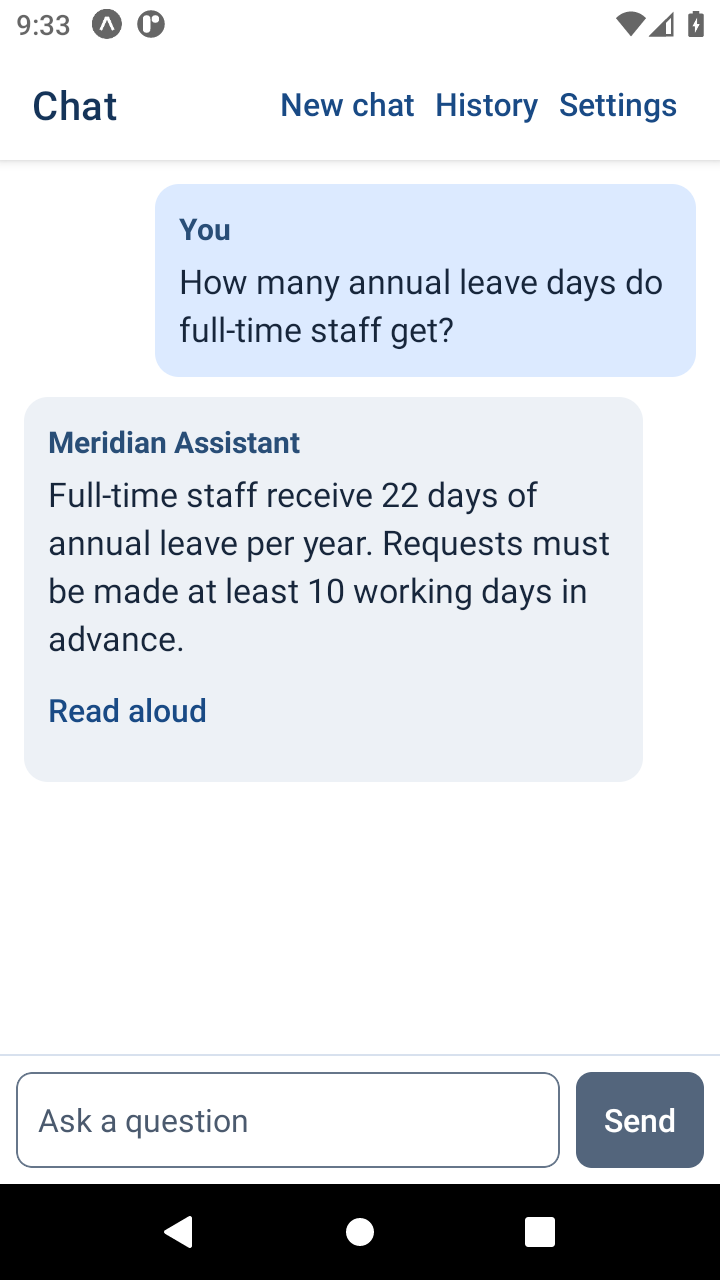 9:33
Chat
New chat
History
Settings
You
How many annual leave days do
full-time staff get?
Meridian Assistant
Full-time staff receive 22 days of
annual leave per year. Requests must
be made at least 10 working days in
advance.
Read aloud
Ask a question
Send